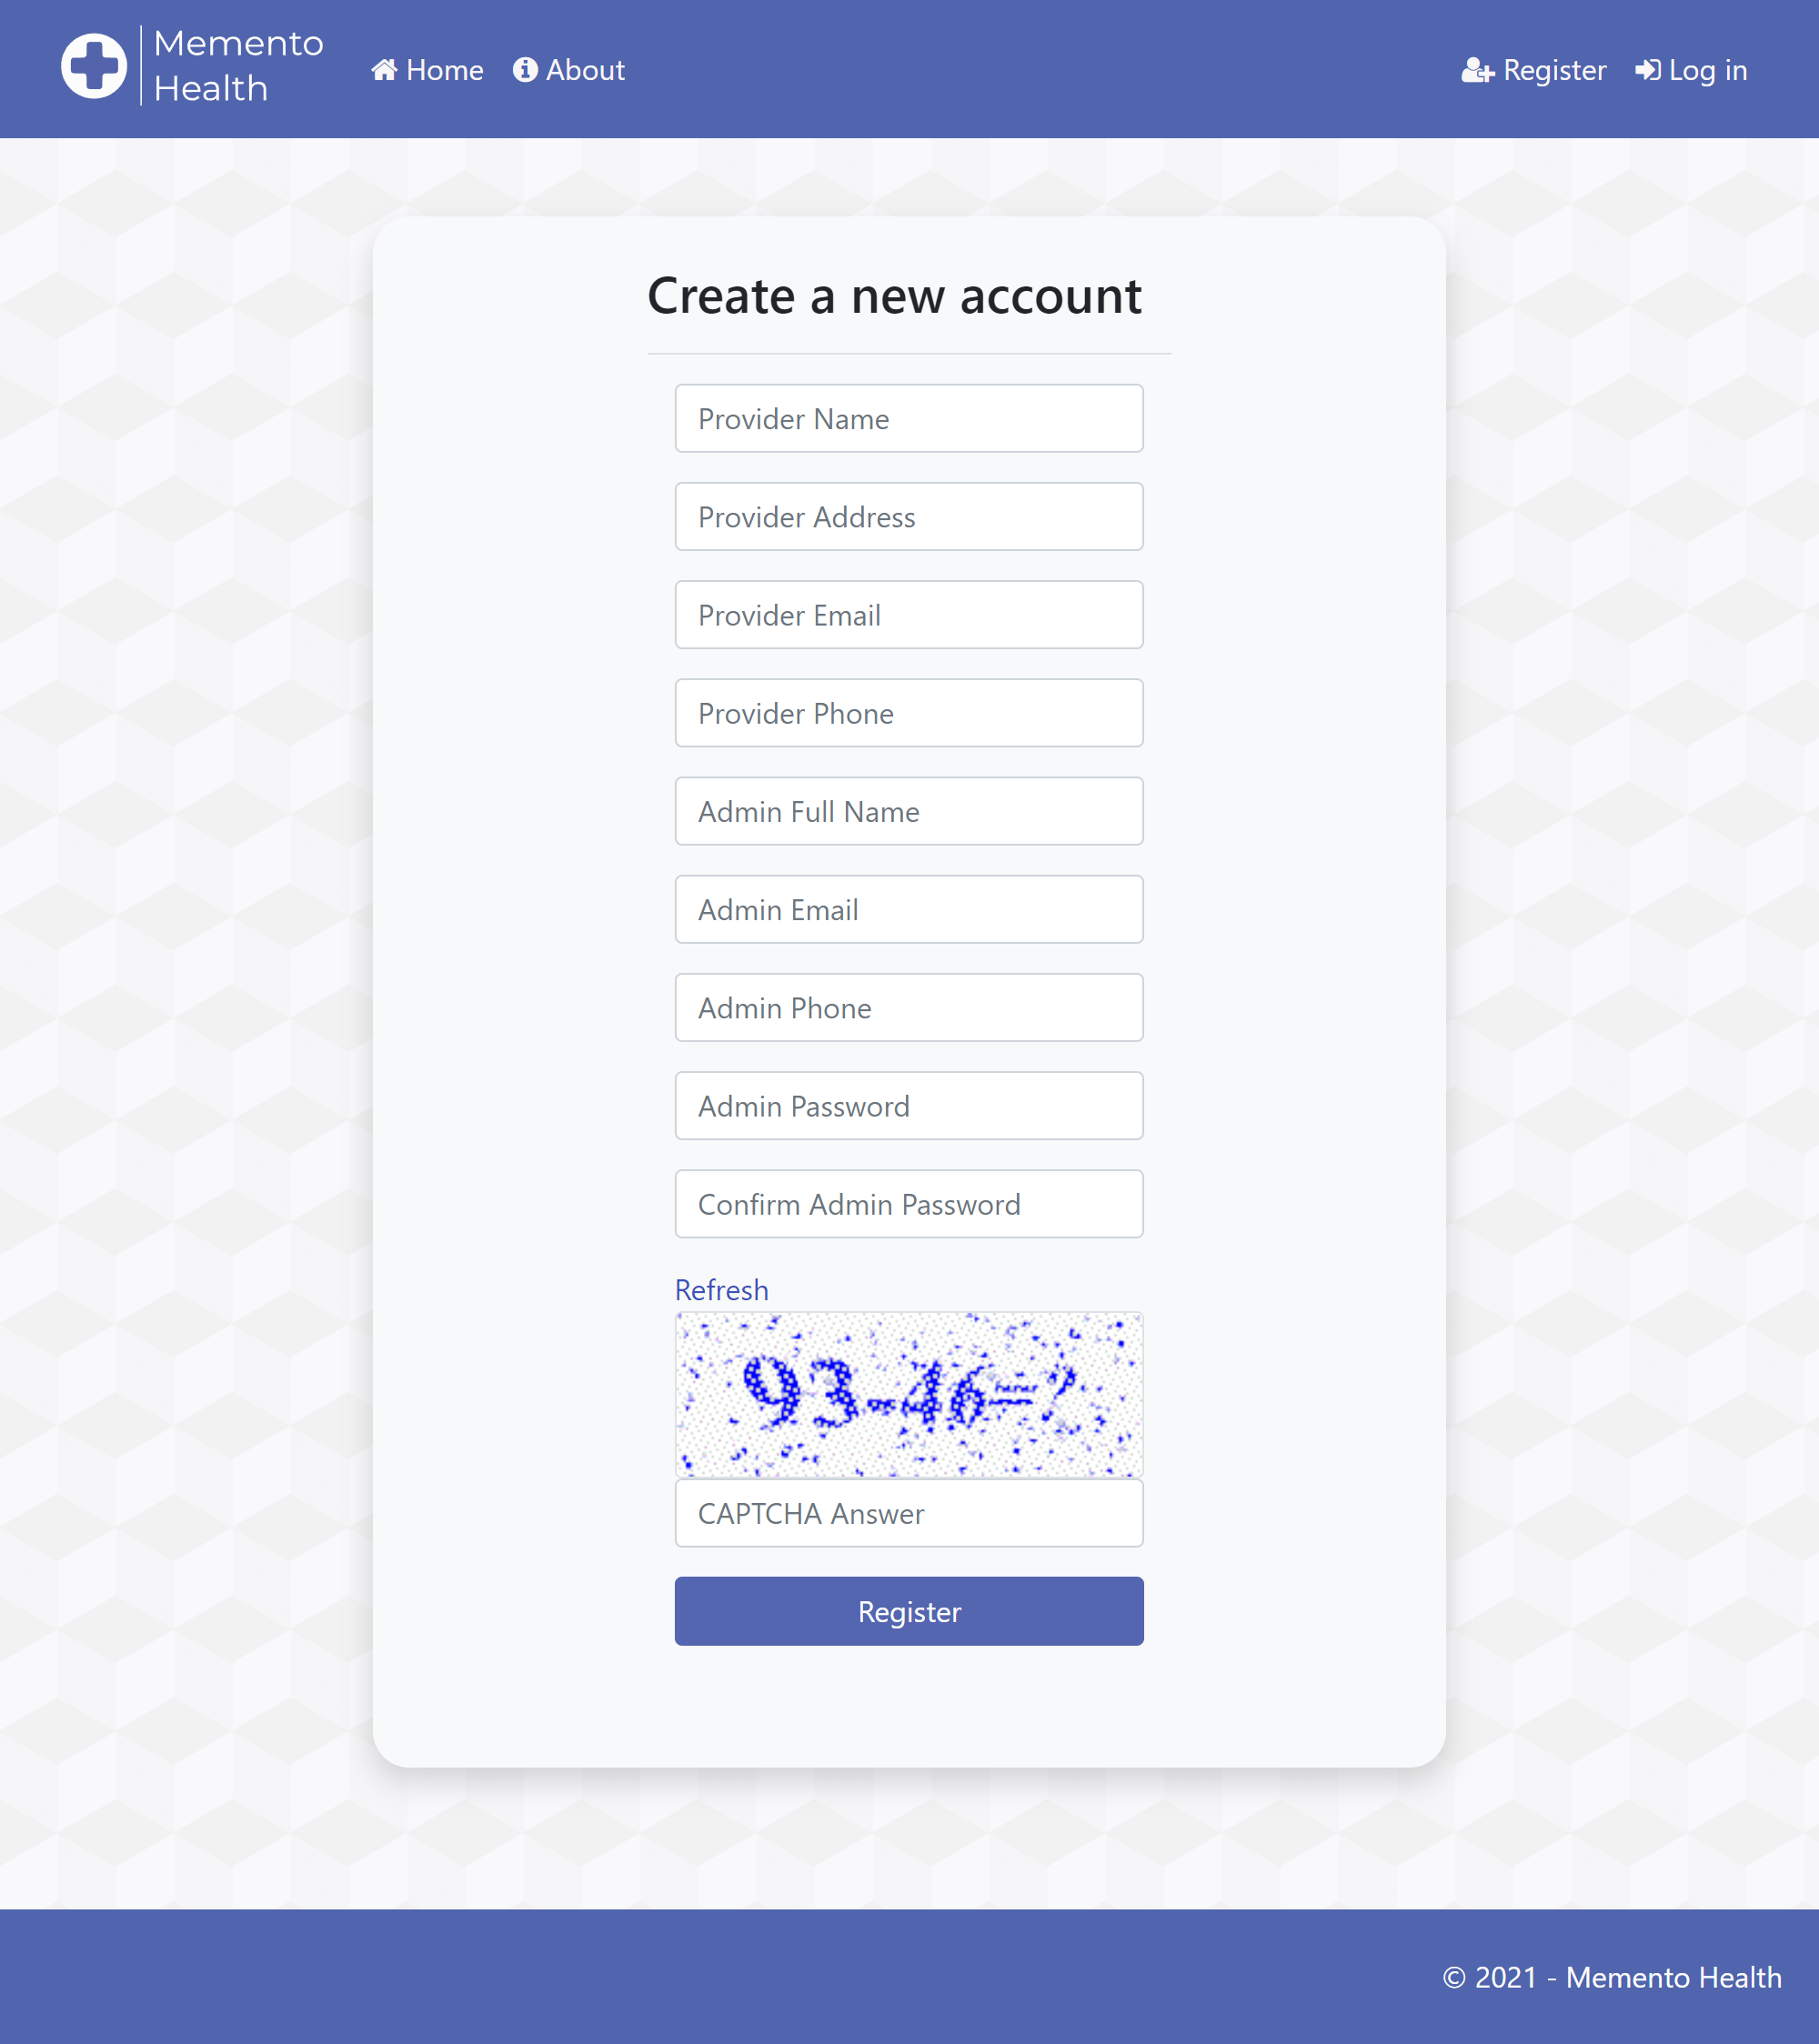 Memento
Health
Home
About
Register
Log in
Create a new account
Provider Name
Provider Address
Provider Email
Provider Phone
Admin Full Name
Admin Email
Admin Phone
Admin Password
Confirm Admin Password
Refresh
93-46=?
CAPTCHA Answer
Register
© 2021 - Memento Health